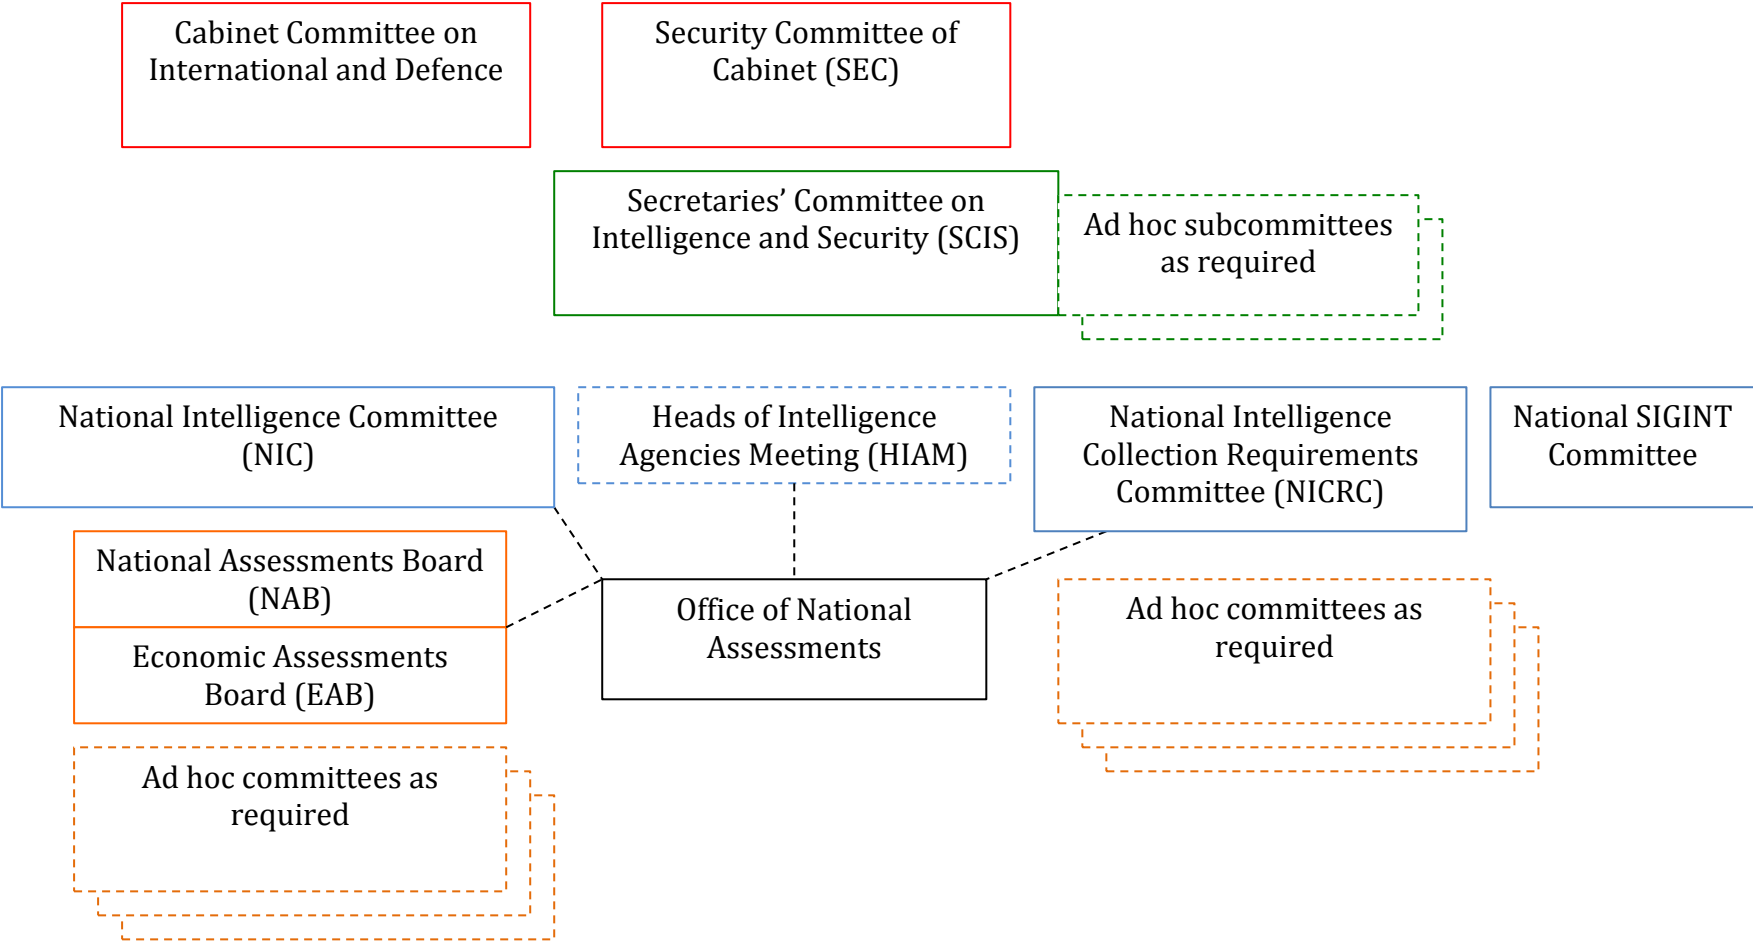 Cabinet Committee on
International and Defence
Security Committee of
Cabinet (SEC)
Secretaries’ Committee on
Intelligence and Security (SCIS)
Ad hoc subcommittees
as required
National Intelligence Committee
(NIC)
Heads of Intelligence
Agencies Meeting (HIAM)
National Intelligence
Collection Requirements
Committee (NICRC)
National SIGINT
Committee
National Assessments Board
(NAB)
Economic Assessments
Board (EAB)
Office of National
Assessments
Ad hoc committees as
required
Ad hoc committees as
required